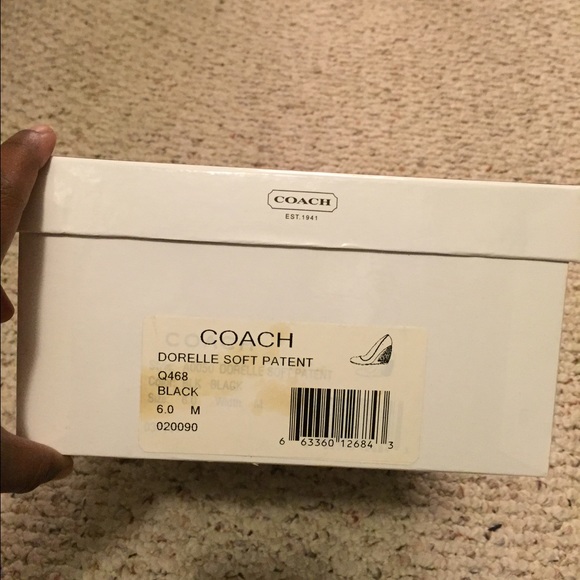 COACH
EST.1941
COACH
DORELLE SOFT PATENT
Q468
BLACK
6.0 M
020090
6 63360 12684 3